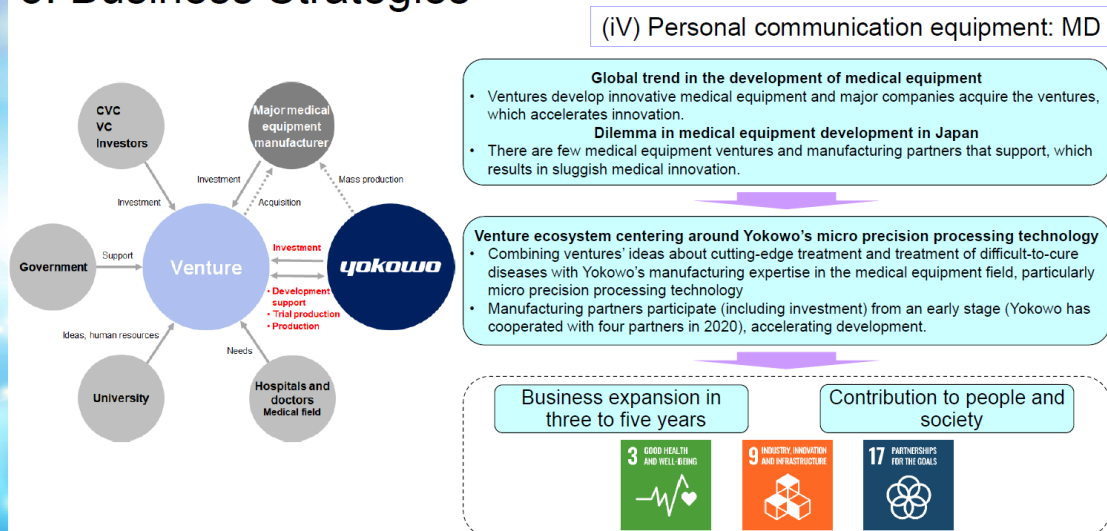 (iV) Personal communication equipment: MD
CVC
VC
Investors
Major medical
equipment
manufacturer
Investment
Mass production
Investment
Acquisition
Government
Support
Venture
Investment
yokowo
• Development
support
• Trial production
• Production
Ideas, human resources
Needs
University
Hospitals and
doctors
Medical field
Global trend in the development of medical equipment
• Ventures develop innovative medical equipment and major companies acquire the ventures,
which accelerates innovation.
Dilemma in medical equipment development in Japan
• There are few medical equipment ventures and manufacturing partners that support, which
results in sluggish medical innovation.
Venture ecosystem centering around Yokowo's micro precision processing technology
• Combining ventures' ideas about cutting-edge treatment and treatment of difficult-to-cure
diseases with Yokowo's manufacturing expertise in the medical equipment field, particularly
micro precision processing technology
• Manufacturing partners participate (including investment) from an early stage (Yokowo has
cooperated with four partners in 2020), accelerating development.
Business expansion in
three to five years
Contribution to people and
society
3 GOOD HEALTH
AND WELL-BEING
9 INDUSTRY, INNOVATION
AND INFRASTRUCTURE
17 PARTNERSHIPS
FOR THE GOALS